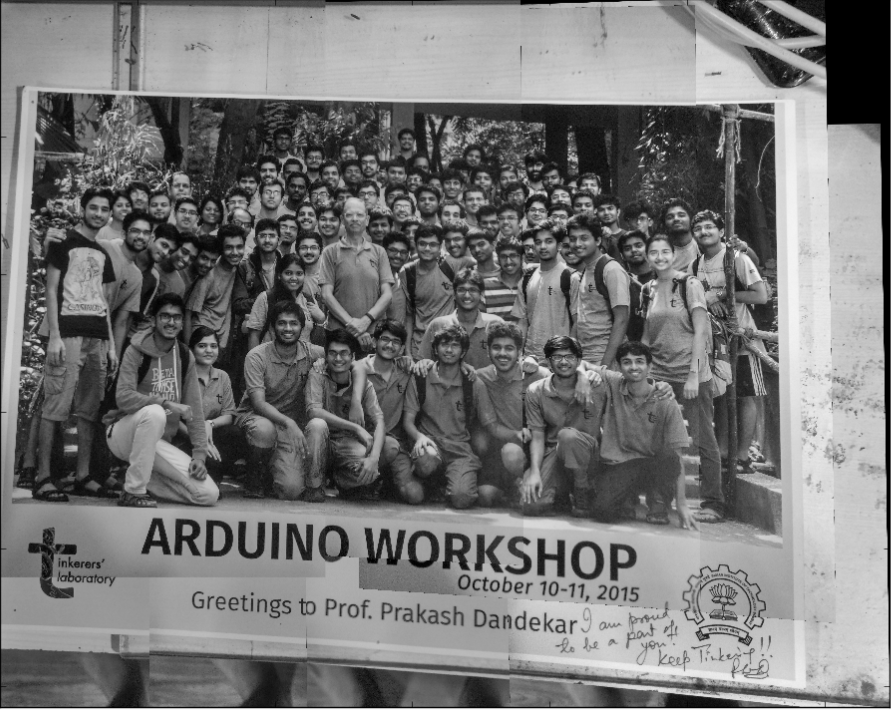 ARDUINO WORKSHOP
October 10-11, 2015
tinkerers'
laboratory
Greetings to Prof. Prakash Dandekar
I am proud
to be a part of
you.
Keep Tinkering!!